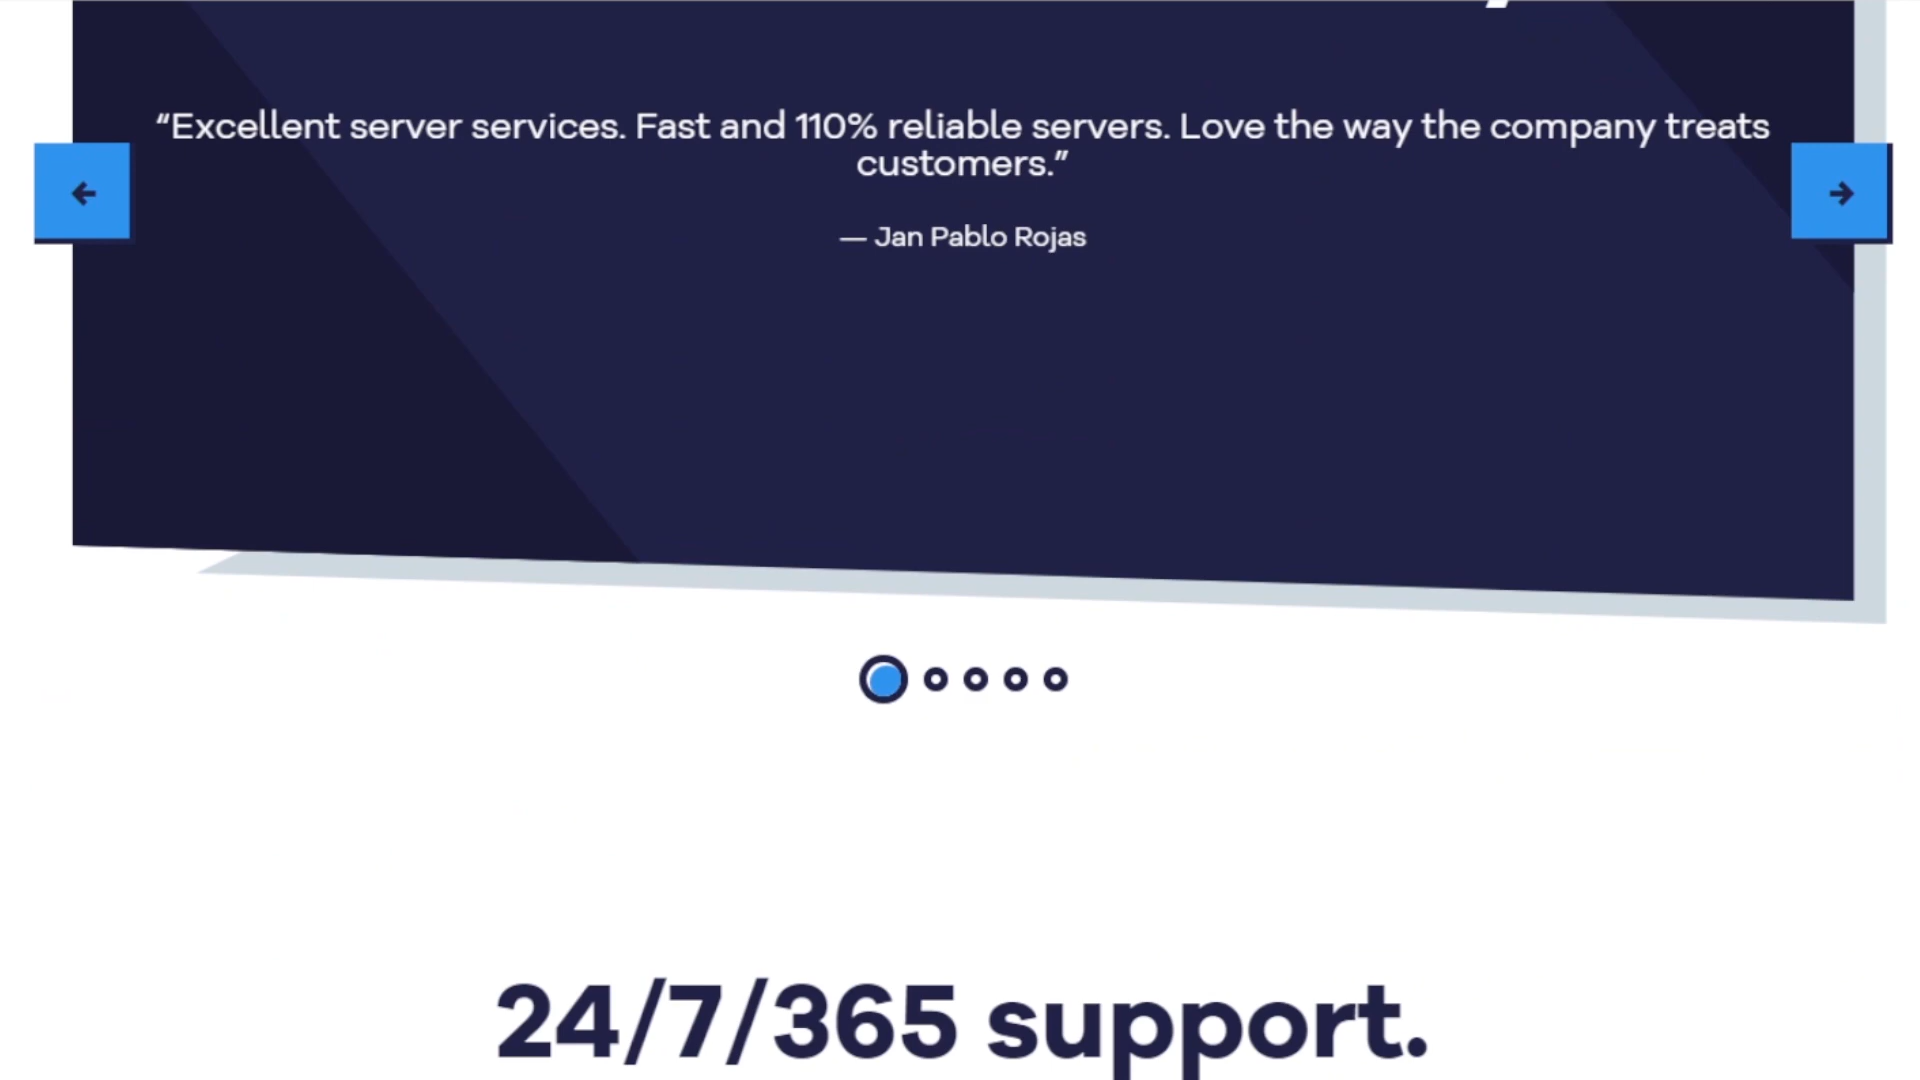 “Excellent server services. Fast and 110% reliable servers. Love the way the company treats
customers.”
— Jan Pablo Rojas
24/7/365 support.